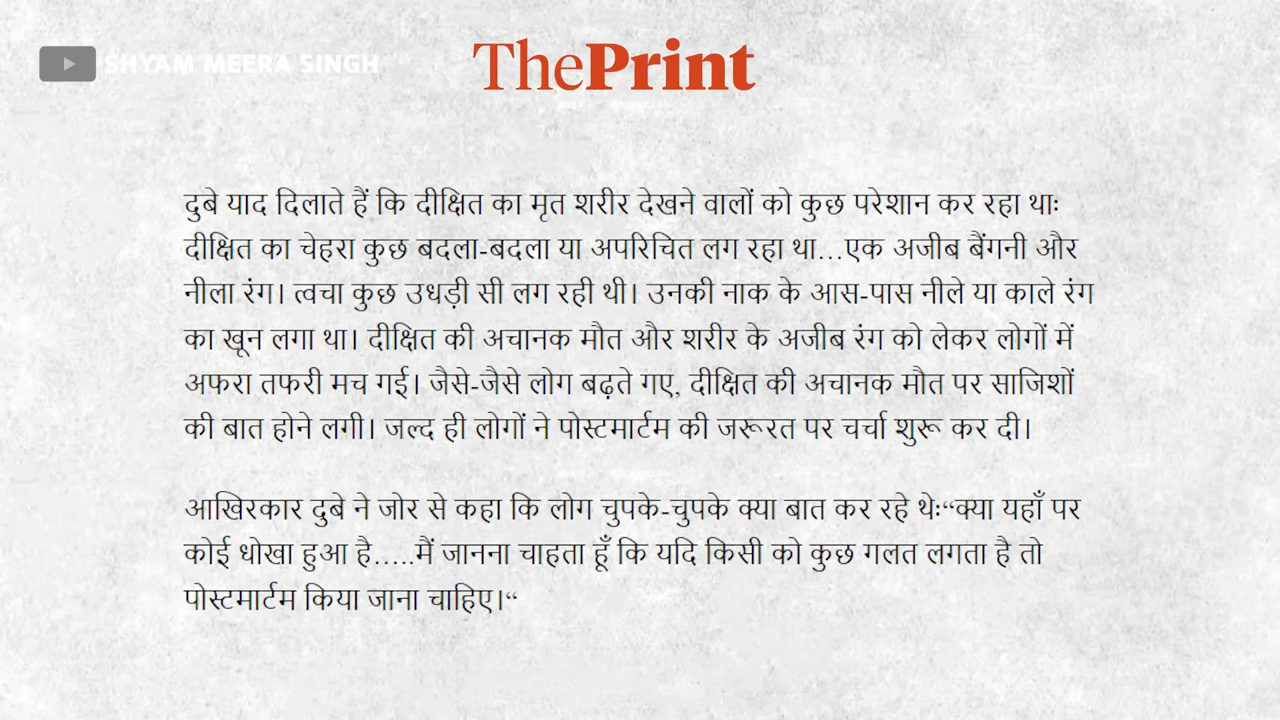 SHYAM MEERA SINGH
ThePrint
दुबे याद दिलाते हैं कि दीक्षित का मृत शरीर देखने वालों को कुछ परेशान कर रहा थाः
दीक्षित का चेहरा कुछ बदला-बदला या अपरिचित लग रहा था...एक अजीब बैंगनी और
नीला रंग। त्वचा कुछ उधड़ी सी लग रही थी। उनकी नाक के आस-पास नीले या काले रंग
का खून लगा था। दीक्षित की अचानक मौत और शरीर के अजीब रंग को लेकर लोगों में
अफरा तफरी मच गई। जैसे-जैसे लोग बढ़ते गए, दीक्षित की अचानक मौत पर साजिशों
की बात होने लगी। जल्द ही लोगों ने पोस्टमार्टम की जरूरत पर चर्चा शुरू कर दी।
आखिरकार दुबे ने जोर से कहा कि लोग चुपके-चुपके क्या बात कर रहे थेः“क्या यहाँ पर
कोई धोखा हुआ है.....मैं जानना चाहता हूँ कि यदि किसी को कुछ गलत लगता है तो
पोस्टमार्टम किया जाना चाहिए।“